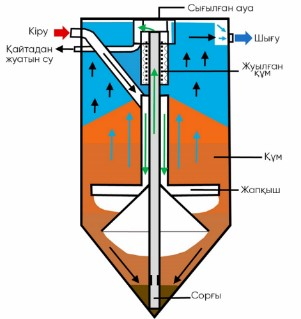 Сығылған ауа
Кіру
Шығу
Қайтадан
жуатын су
Жуылған
құм
Құм
Жапқыш
Сорғы